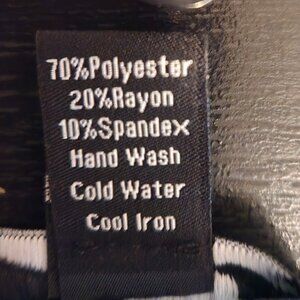 70%Polyester
20%Rayon
10%Spandex
Hand Wash
Cold Water
Cool Iron